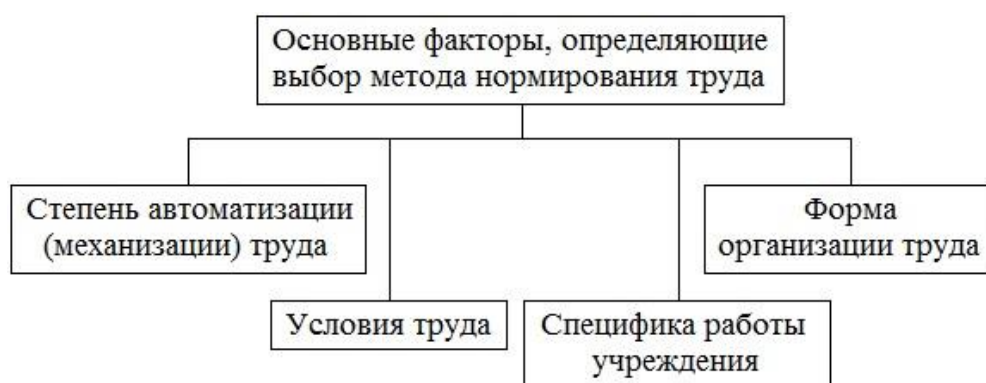 Основные факторы, определяющие
выбор метода нормирования труда
Степень автоматизации
(механизации) труда
Форма
организации труда
Условия труда
Специфика работы
учреждения